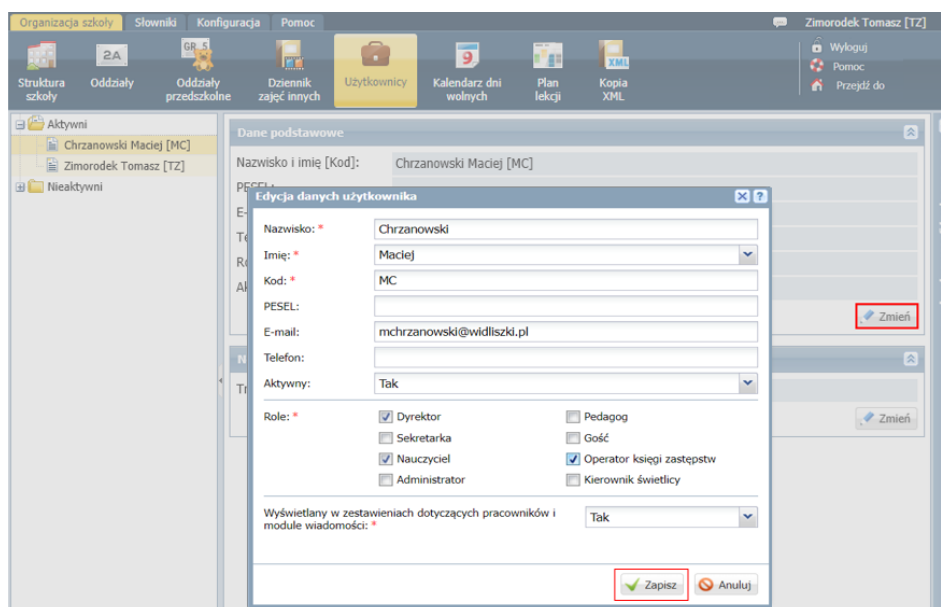 Organizacja szkoły Słowniki Konfiguracja Pomoc Zimorodek Tomasz [TZ]
2A GR_5 9 XML
Struktura szkoły
Oddziały
Oddziały przedszkolne
Dziennik zajęć innych
Użytkownicy
Kalendarz dni wolnych
Plan lekcji
Kopia XML
Wyloguj
Pomoc
Przejdź do
Aktywni
Chrzanowski Maciej [MC]
Zimorodek Tomasz [TZ]
Nieaktywni
Dane podstawowe
Nazwisko i imię [Kod]: Chrzanowski Maciej [MC]
Zmień
Zmień
Edycja danych użytkownika
Nazwisko: * Chrzanowski
Imię: * Maciej
Kod: * MC
PESEL:
E-mail: mchrzanowski@widliszki.pl
Telefon:
Aktywny: Tak
Role: * Dyrektor Pedagog
Sekretarka Gość
Nauczyciel Operator księgi zastępstw
Administrator Kierownik świetlicy
Wyświetlany w zestawieniach dotyczących pracowników i Tak
module wiadomości: *
Zapisz Anuluj